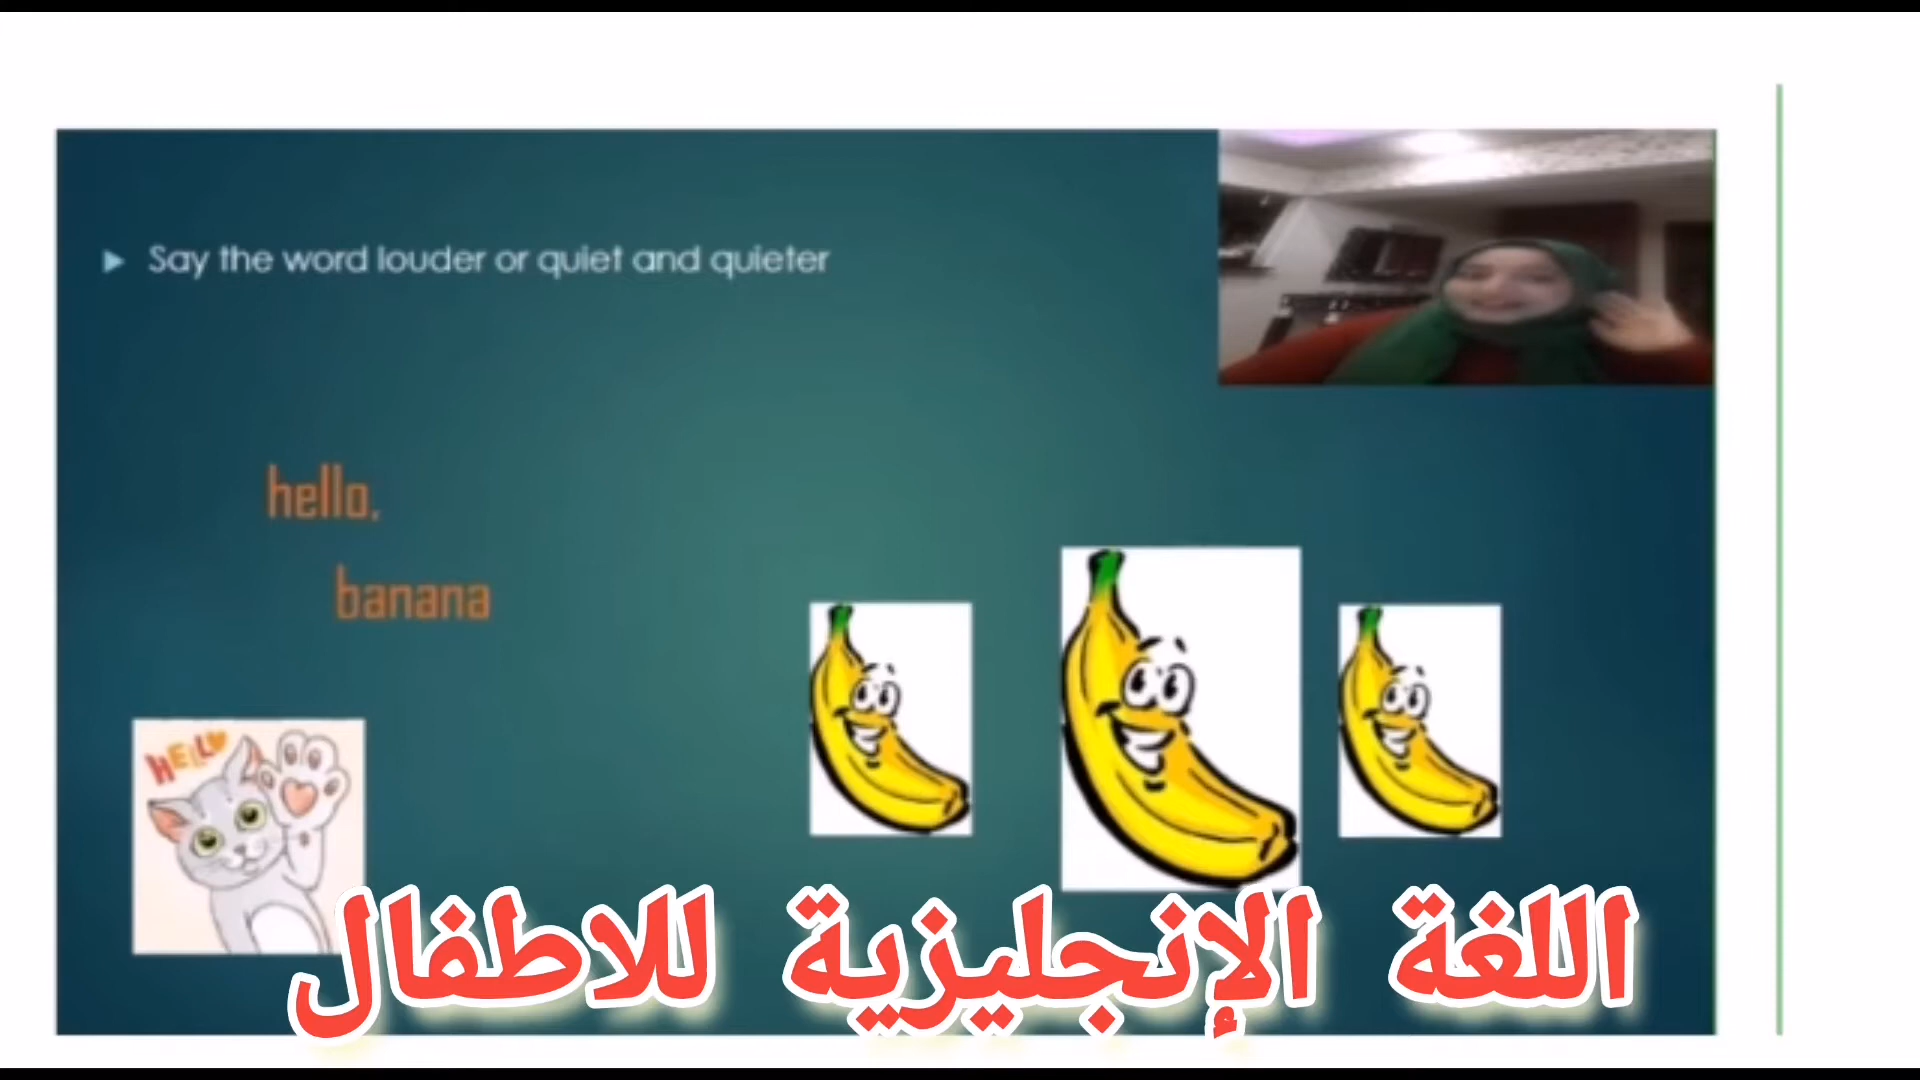 Say the word louder or quiet and quieter
hello,
banana
HELLO
اللغة الإنجليزية للاطفال